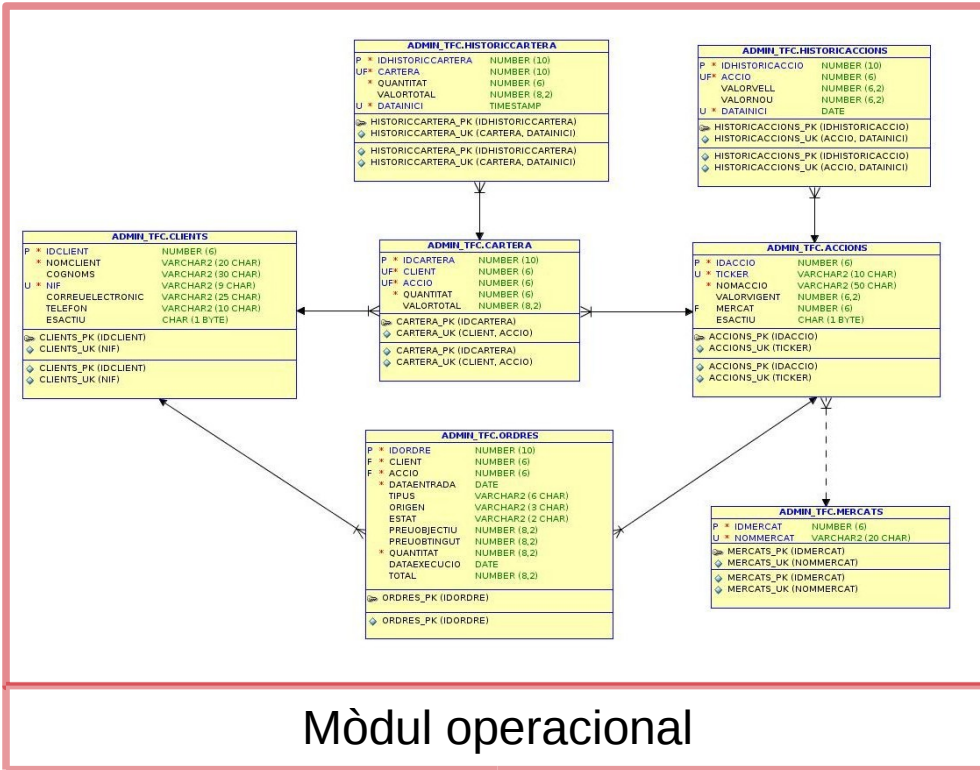 ADMIN_TFC.HISTORICCARTERA
P * IDHISTORICCARTERA NUMBER (10)
UF* CARTERA NUMBER (10)
* QUANTITAT NUMBER (6)
VALORTOTAL NUMBER (8,2)
U * DATAINICI TIMESTAMP
HISTORICCARTERA_PK (IDHISTORICCARTERA)
HISTORICCARTERA_UK (CARTERA, DATAINICI)
HISTORICCARTERA_PK (IDHISTORICCARTERA)
HISTORICCARTERA_UK (CARTERA, DATAINICI)
ADMIN_TFC.HISTORICACCIONS
P * IDHISTORICACCIO NUMBER (10)
UF* ACCIO NUMBER (6)
VALORVELL NUMBER (6,2)
VALORNOU NUMBER (6,2)
U * DATAINICI DATE
HISTORICACCIONS_PK (IDHISTORICACCIO)
HISTORICACCIONS_UK (ACCIO, DATAINICI)
HISTORICACCIONS_PK (IDHISTORICACCIO)
HISTORICACCIONS_UK (ACCIO, DATAINICI)
ADMIN_TFC.CLIENTS
P * IDCLIENT NUMBER (6)
* NOMCLIENT VARCHAR2 (20 CHAR)
COGNOMS VARCHAR2 (30 CHAR)
U * NIF VARCHAR2 (9 CHAR)
CORREUELECTRONIC VARCHAR2 (25 CHAR)
TELEFON VARCHAR2 (10 CHAR)
ESACTIU CHAR (1 BYTE)
CLIENTS_PK (IDCLIENT)
CLIENTS_UK (NIF)
CLIENTS_PK (IDCLIENT)
CLIENTS_UK (NIF)
ADMIN_TFC.CARTERA
P * IDCARTERA NUMBER (10)
UF* CLIENT NUMBER (6)
UF* ACCIO NUMBER (6)
* QUANTITAT NUMBER (6)
VALORTOTAL NUMBER (8,2)
CARTERA_PK (IDCARTERA)
CARTERA_UK (CLIENT, ACCIO)
CARTERA_PK (IDCARTERA)
CARTERA_UK (CLIENT, ACCIO)
ADMIN_TFC.ACCIONS
P * IDACCIO NUMBER (6)
U * TICKER VARCHAR2 (10 CHAR)
* NOMACCIO VARCHAR2 (50 CHAR)
VALORVIGENT NUMBER (6,2)
F MERCAT NUMBER (6)
ESACTIU CHAR (1 BYTE)
ACCIONS_PK (IDACCIO)
ACCIONS_UK (TICKER)
ACCIONS_PK (IDACCIO)
ACCIONS_UK (TICKER)
ADMIN_TFC.ORDRES
P * IDORDRE NUMBER (10)
F * CLIENT NUMBER (6)
F * ACCIO NUMBER (6)
* DATAENTRADA DATE
TIPUS VARCHAR2 (6 CHAR)
ORIGEN VARCHAR2 (3 CHAR)
ESTAT VARCHAR2 (2 CHAR)
PREUOBJECTIU NUMBER (8,2)
PREUOBTINGUT NUMBER (8,2)
* QUANTITAT NUMBER (8,2)
DATAEXECUCIO DATE
TOTAL NUMBER (8,2)
ORDRES_PK (IDORDRE)
ORDRES_PK (IDORDRE)
ADMIN_TFC.MERCATS
P * IDMERCAT NUMBER (6)
U * NOMMERCAT VARCHAR2 (20 CHAR)
MERCATS_PK (IDMERCAT)
MERCATS_UK (NOMMERCAT)
MERCATS_PK (IDMERCAT)
MERCATS_UK (NOMMERCAT)
Mòdul operacional